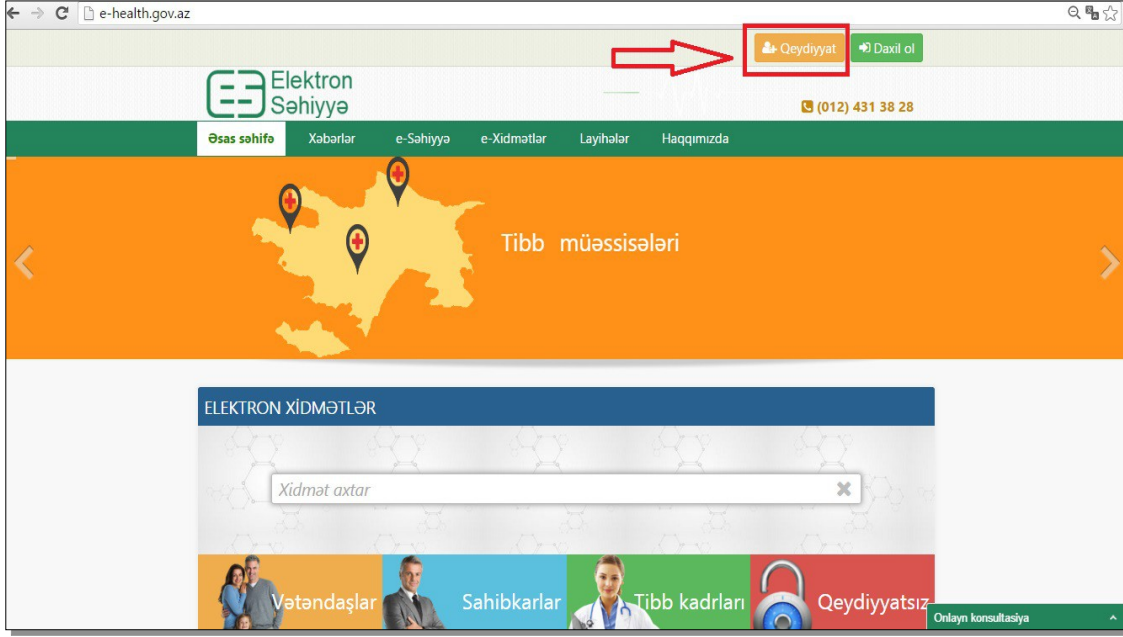 e-health.gov.az
Qeydiyyat
Daxil ol
Elektron
Səhiyyə
(012) 431 38 28
Əsas səhifə Xəbərlər e-Səhiyyə e-Xidmətlər Layihələr Haqqımızda
Tibb müəssisələri
ELEKTRON XİDMƏTLƏR
Xidmət axtar
Vətəndaşlar Sahibkarlar Tibb kadrları Qeydiyyatsız
Onlayn konsultasiya